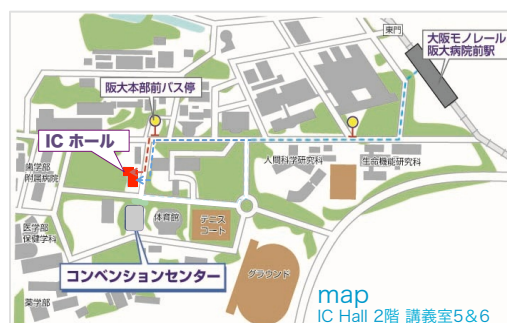 東門
大阪モノレール
阪大病院前駅
阪大本部前バス停
IC ホール
歯学部
附属病院
人間科学研究科
生命機能研究科
医学部
保健学科
体育館
テニス
コート
コンベンションセンター
グラウンド
薬学部
map
IC Hall 2階 講義室5&6